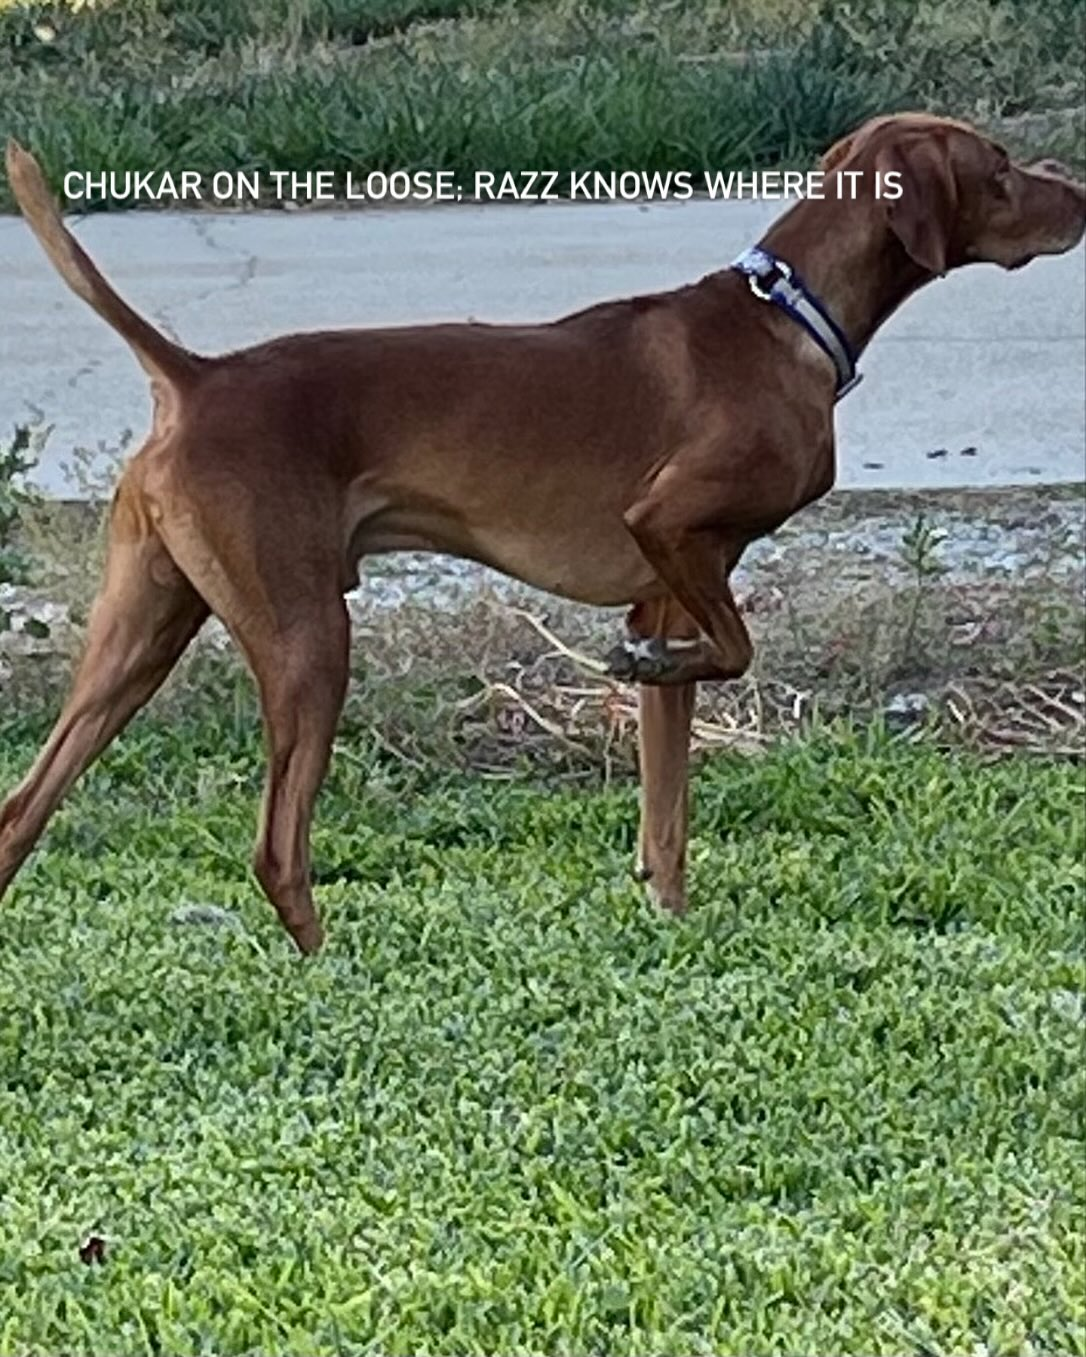 CHUKAR ON THE LOOSE; RAZZ KNOWS WHERE IT IS